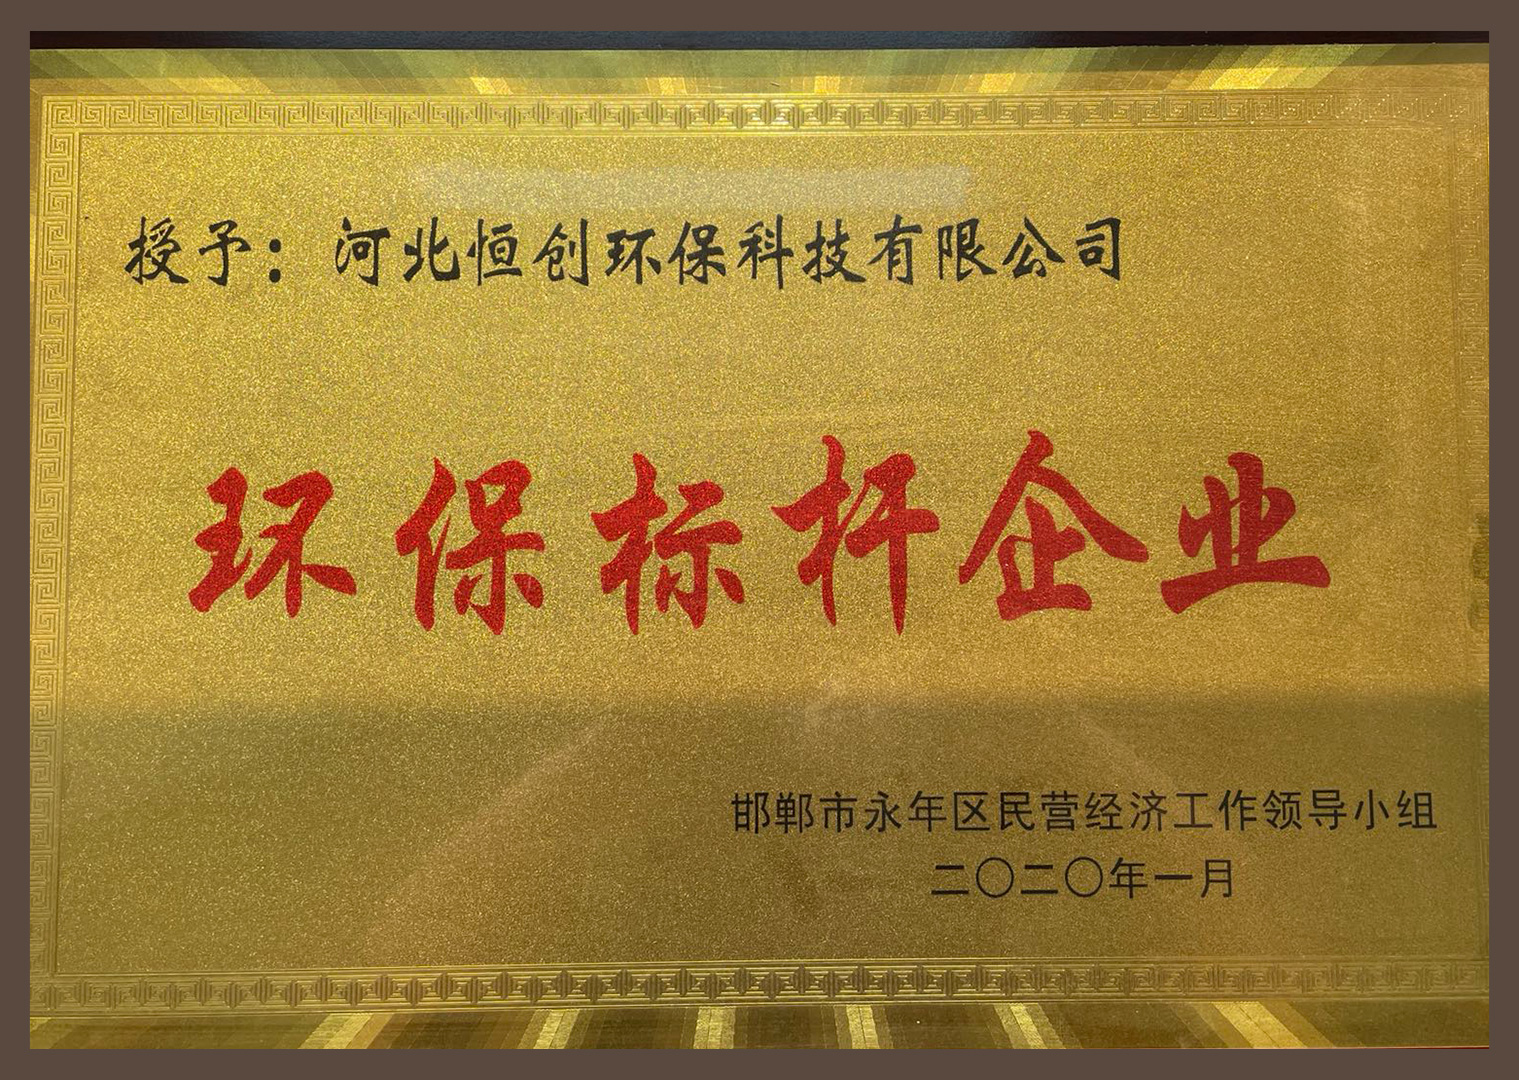 授予：河北恒创环保科技有限公司
环保标杆企业
邯郸市永年区民营经济工作领导小组
二〇二〇年一月